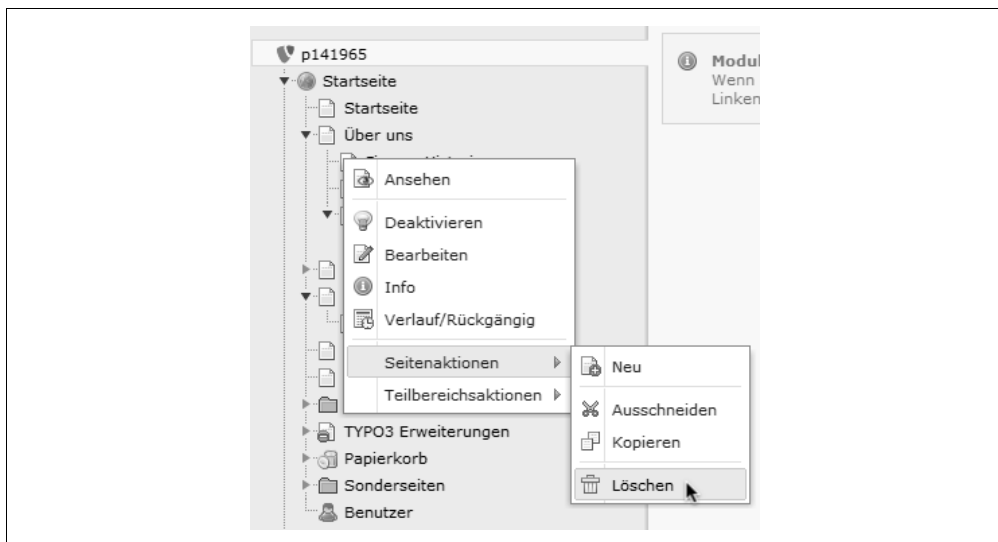 p141965
Startseite
Startseite
Über uns
Ansehen
Deaktivieren
Bearbeiten
Info
Verlauf/Rückgängig
Seitenaktionen
Teilbereichsaktionen
Neu
Ausschneiden
Kopieren
Löschen
TYPO3 Erweiterungen
Papierkorb
Sonderseiten
Benutzer
Modul
Wenn
Linken